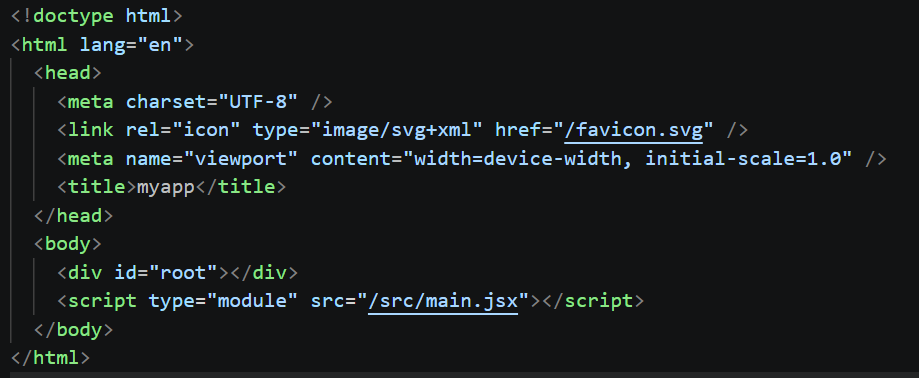 <!doctype html>
<html lang="en">
  <head>
    <meta charset="UTF-8" />
    <link rel="icon" type="image/svg+xml" href="/favicon.svg" />
    <meta name="viewport" content="width=device-width, initial-scale=1.0" />
    <title>myapp</title>
  </head>
  <body>
    <div id="root"></div>
    <script type="module" src="/src/main.jsx"></script>
  </body>
</html>